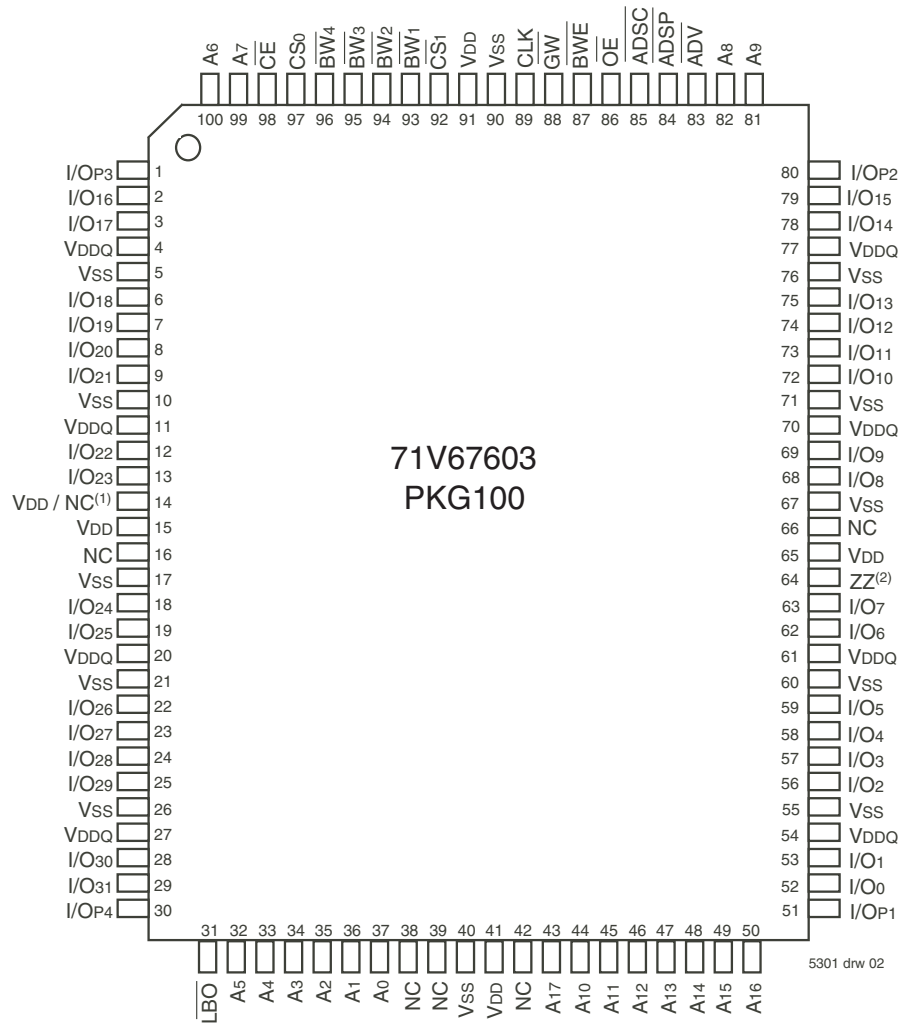 A6 A7 CE CS0 BW4 BW3 BW2 BW1 CS1 VDD VSS CLK GW BWE OE ADSC ADSP ADV A8 A9
100 99 98 97 96 95 94 93 92 91 90 89 88 87 86 85 84 83 82 81
I/OP3 1 80 I/OP2
I/O16 2 79 I/O15
I/O17 3 78 I/O14
VDDQ 4 77 VDDQ
VSS 5 76 VSS
I/O18 6 75 I/O13
I/O19 7 74 I/O12
I/O20 8 73 I/O11
I/O21 9 72 I/O10
VSS 10 71 VSS
VDDQ 11 70 VDDQ
I/O22 12 69 I/O9
I/O23 13 68 I/O8
VDD / NC(1) 14 67 VSS
VDD 15 66 NC
NC 16 65 VDD
VSS 17 64 ZZ(2)
I/O24 18 63 I/O7
I/O25 19 62 I/O6
VDDQ 20 61 VDDQ
VSS 21 60 VSS
I/O26 22 59 I/O5
I/O27 23 58 I/O4
I/O28 24 57 I/O3
I/O29 25 56 I/O2
VSS 26 55 VSS
VDDQ 27 54 VDDQ
I/O30 28 53 I/O1
I/O31 29 52 I/O0
I/OP4 30 51 I/OP1
71V67603
PKG100
31 32 33 34 35 36 37 38 39 40 41 42 43 44 45 46 47 48 49 50
LBO A5 A4 A3 A2 A1 A0 NC NC VSS VDD NC A17 A10 A11 A12 A13 A14 A15 A16
5301 drw 02